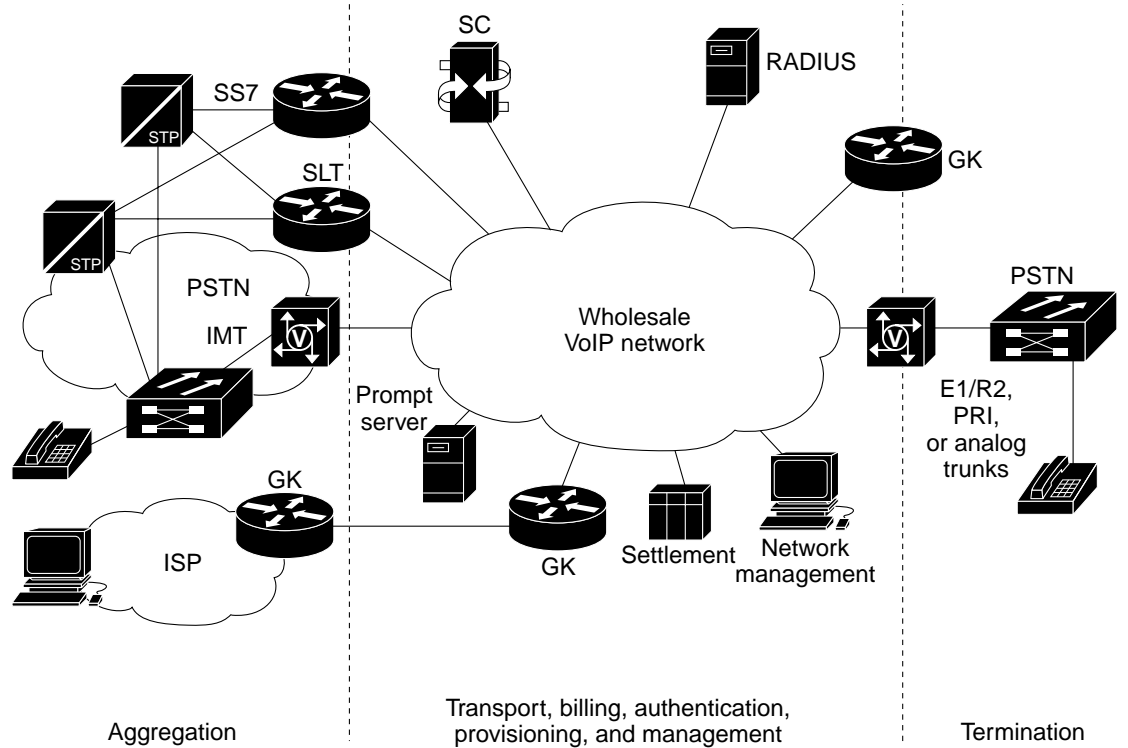 SC
RADIUS
SS7
STP
GK
SLT
STP
PSTN
PSTN
IMT
V
Wholesale
VoIP network
V
Prompt
server
E1/R2,
PRI,
or analog
trunks
GK
ISP
GK
Settlement
Network
management
Aggregation
Transport, billing, authentication,
provisioning, and management
Termination